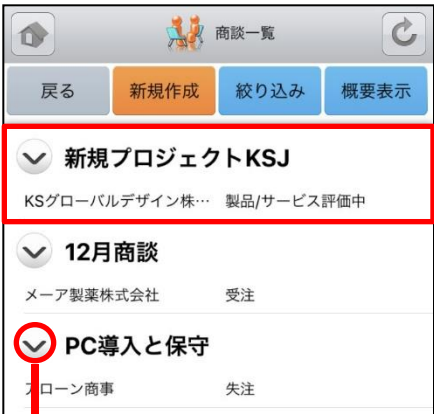 商談一覧
戻る 新規作成 絞り込み 概要表示
新規プロジェクトKSJ
KSグローバルデザイン株… 製品/サービス評価中
12月商談
メーア製薬株式会社 受注
PC導入と保守
ローン商事 失注